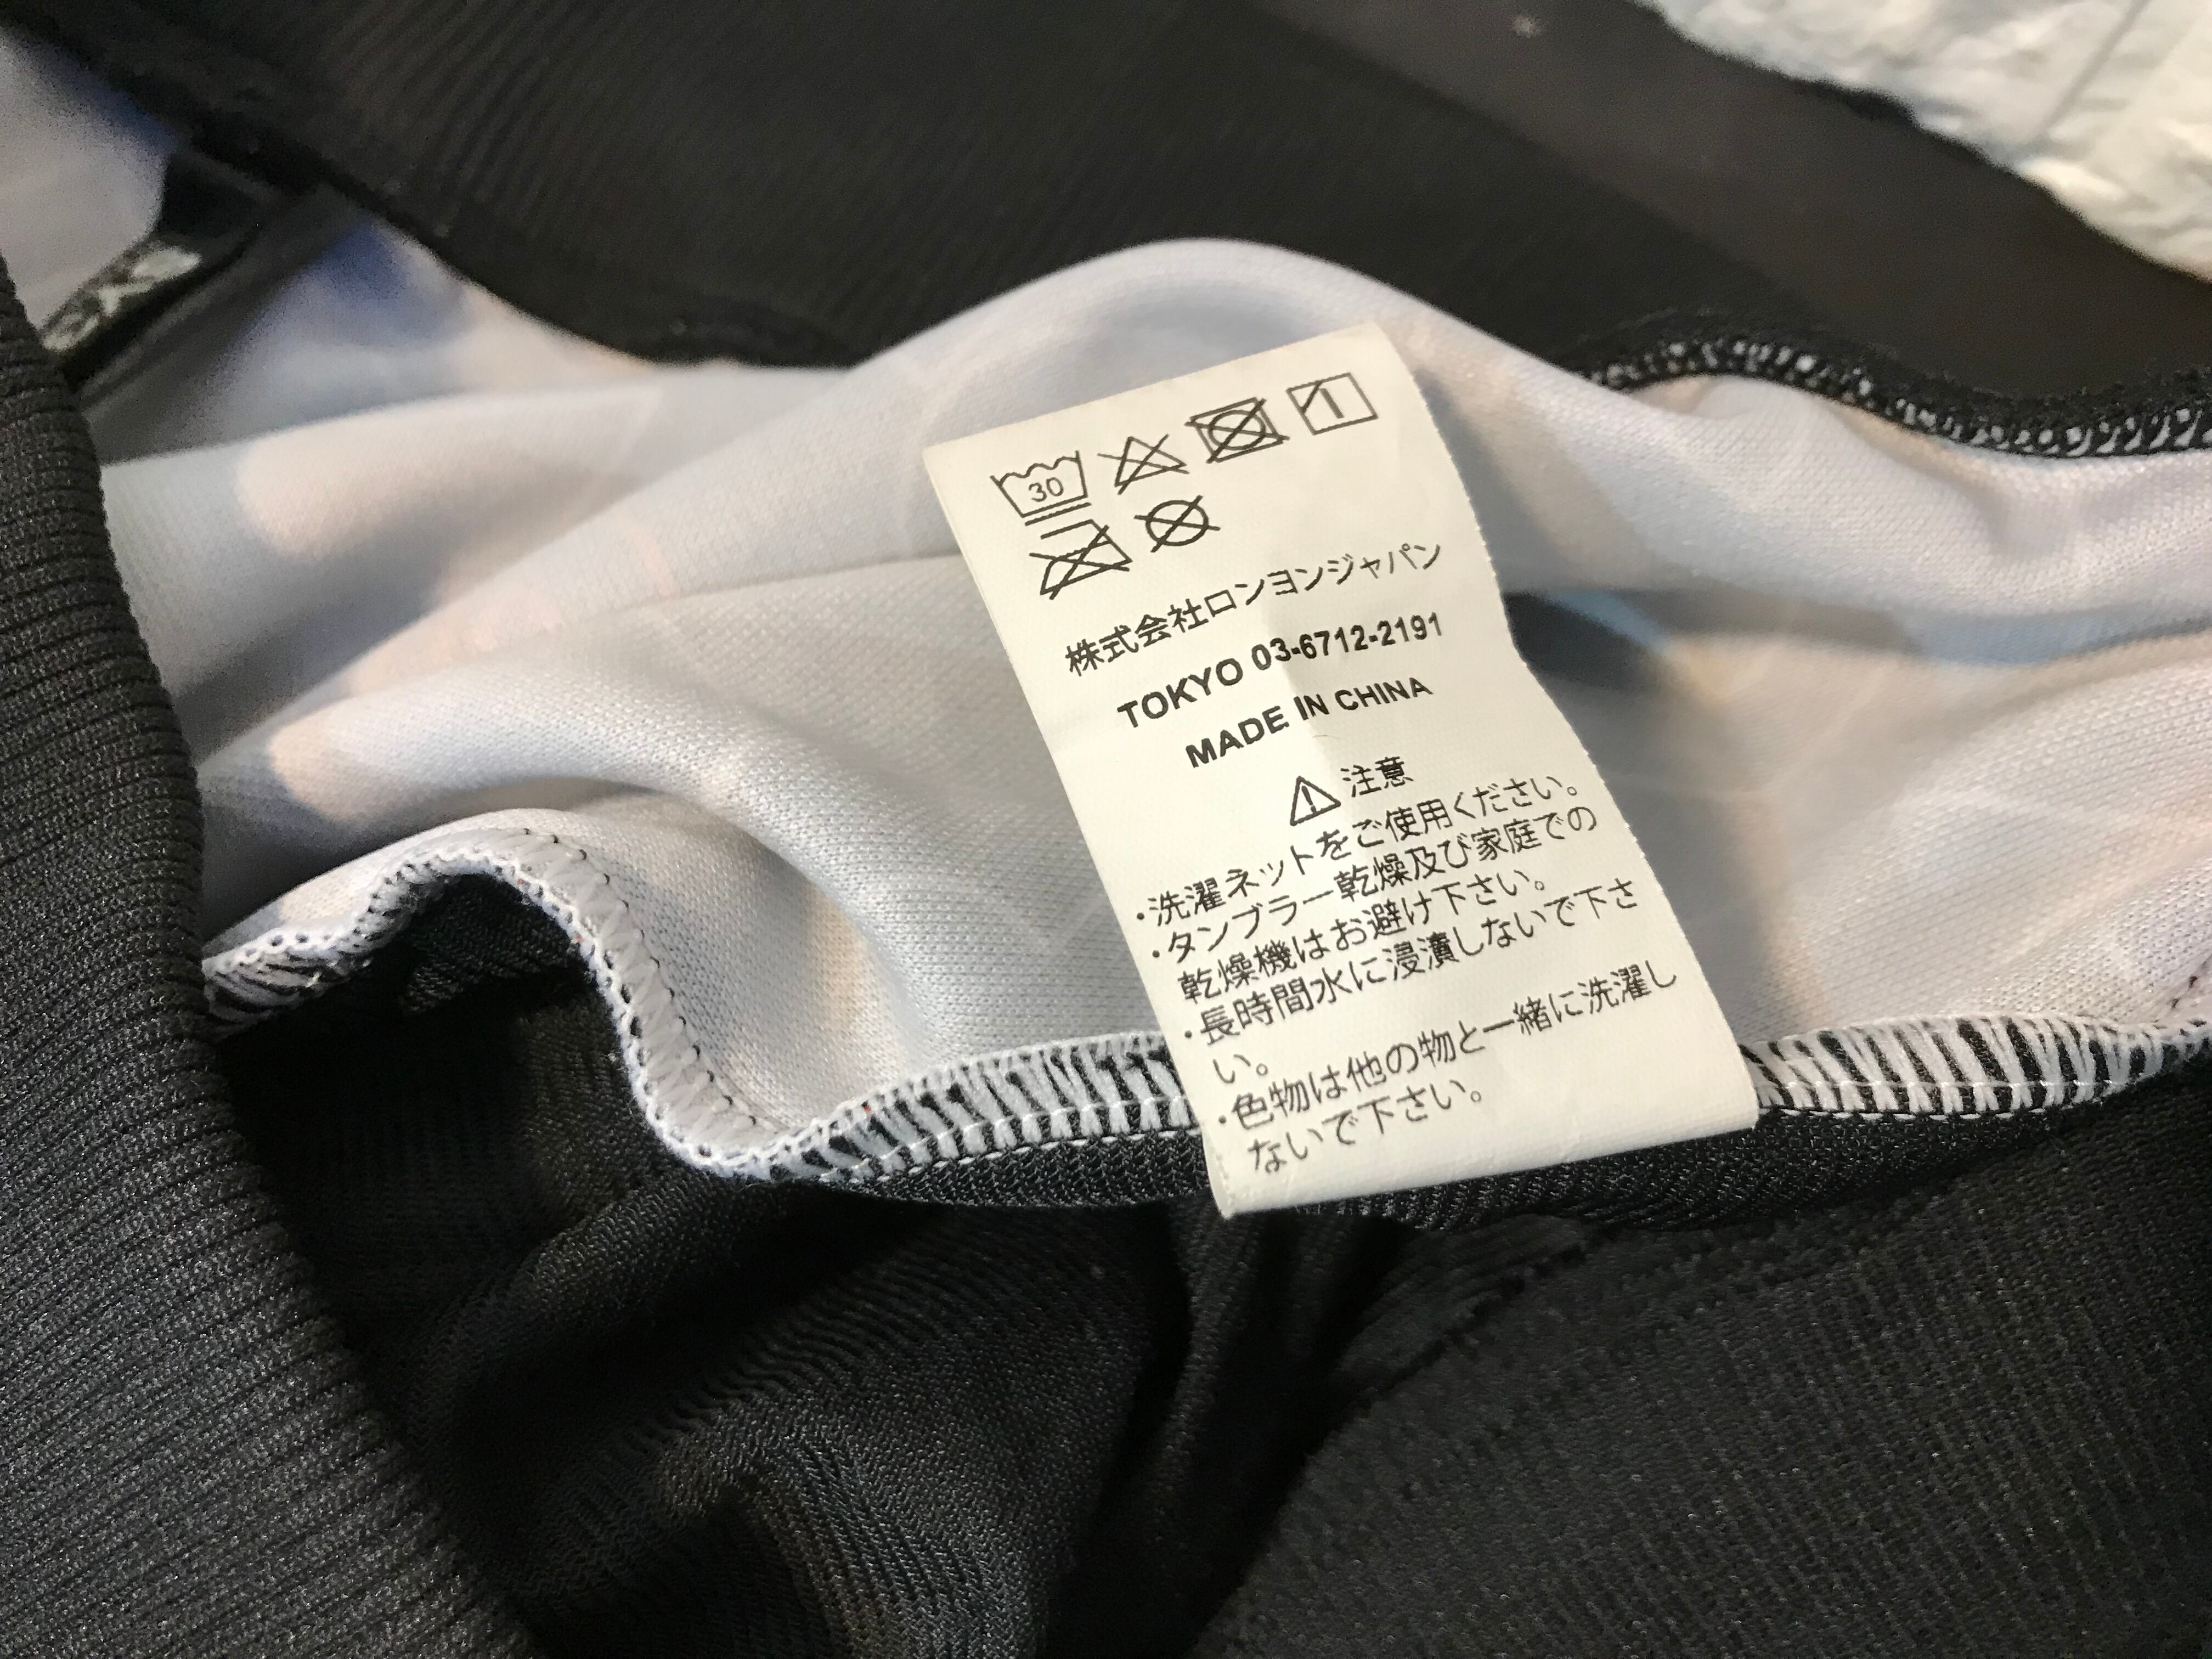 30
株式会社ロンヨンジャパン
TOKYO 03-6712-2191
MADE IN CHINA
注意
・洗濯ネットをご使用ください。
・タンブラー乾燥及び家庭での
乾燥機はお避け下さい。
・長時間水に浸漬しないで下さ
い。
・色物は他の物と一緒に洗濯し
ないで下さい。